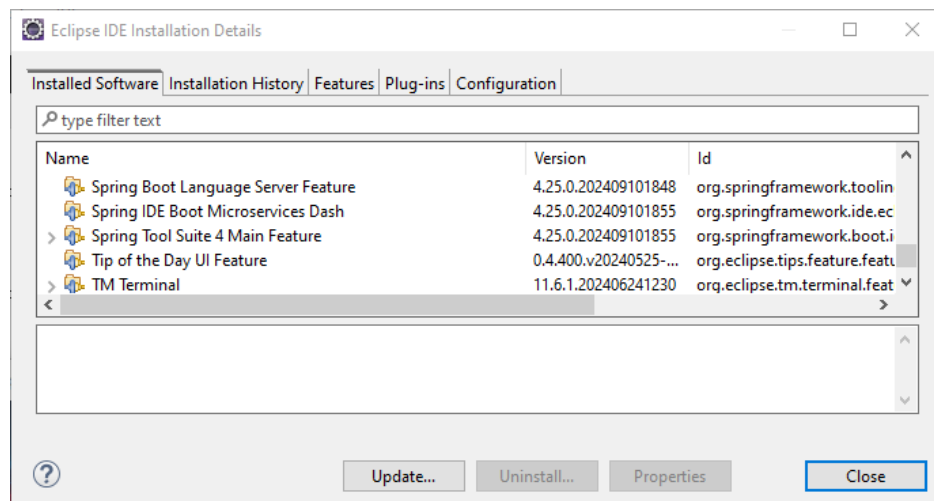 Eclipse IDE Installation Details
Installed Software Installation History Features Plug-ins Configuration
type filter text
Name Version Id
Spring Boot Language Server Feature 4.25.0.202409101848 org.springframework.toolin
Spring IDE Boot Microservices Dash 4.25.0.202409101855 org.springframework.ide.ec
Spring Tool Suite 4 Main Feature 4.25.0.202409101855 org.springframework.boot.i
Tip of the Day UI Feature 0.4.400.v20240525-... org.eclipse.tips.feature.featu
TM Terminal 11.6.1.202406241230 org.eclipse.tm.terminal.feat
? Update... Uninstall... Properties Close